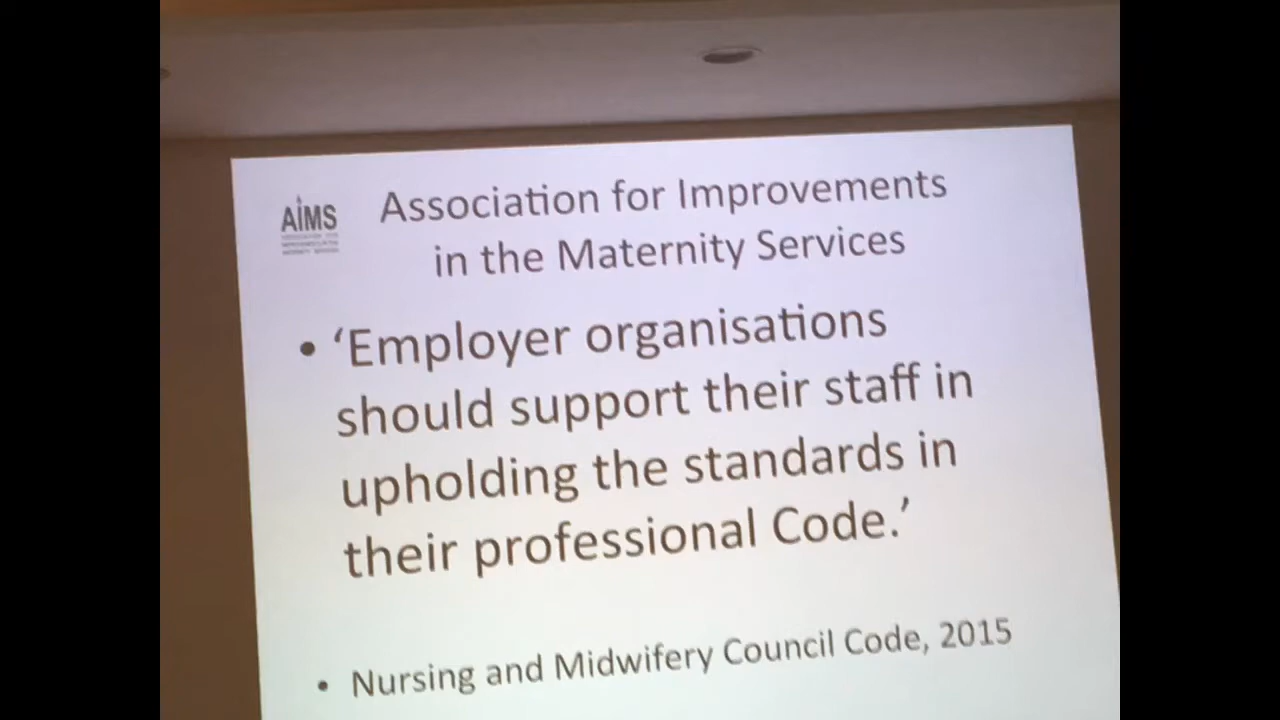 AiMS
Association for Improvements
in the Maternity Services
• ‘Employer organisations
should support their staff in
upholding the standards in
their professional Code.’
• Nursing and Midwifery Council Code, 2015